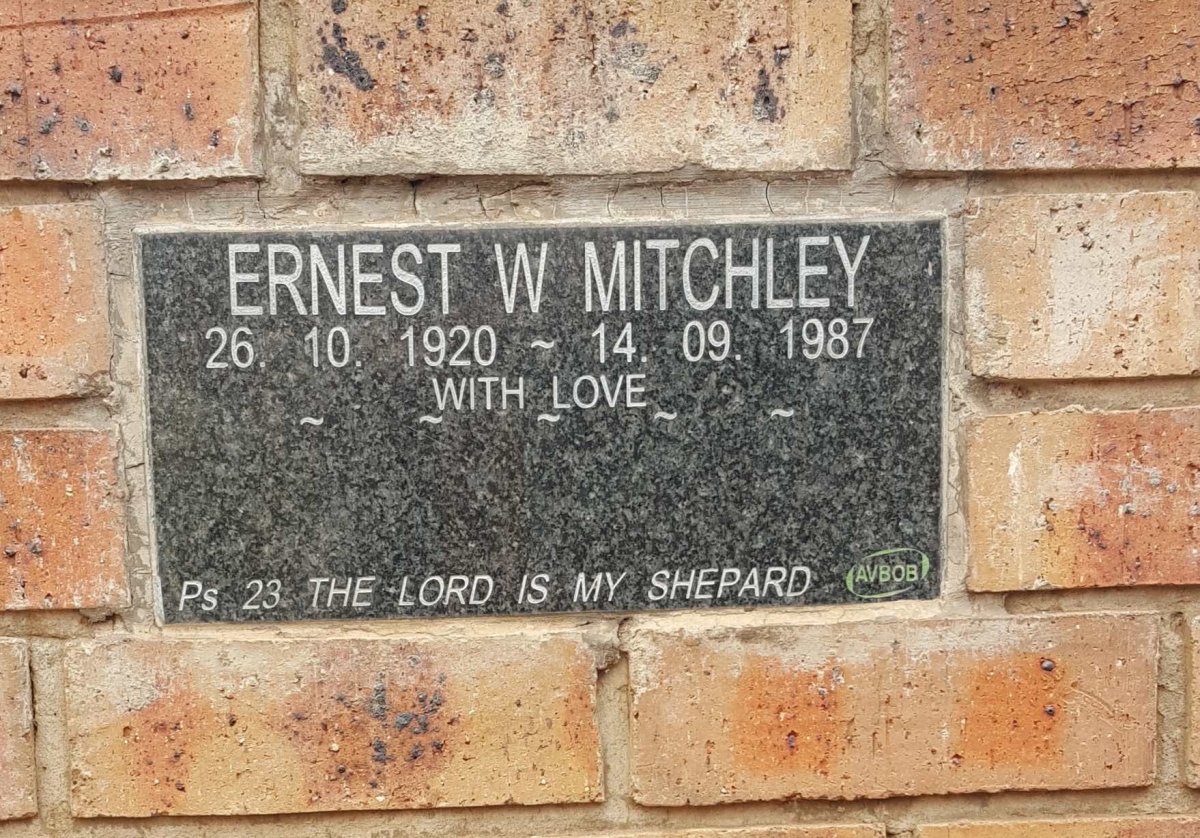 ERNEST W MITCHLEY
26. 10. 1920 ~ 14. 09. 1987
WITH LOVE
~ ~ ~ ~ ~
Ps 23 THE LORD IS MY SHEPARD
AVBOB